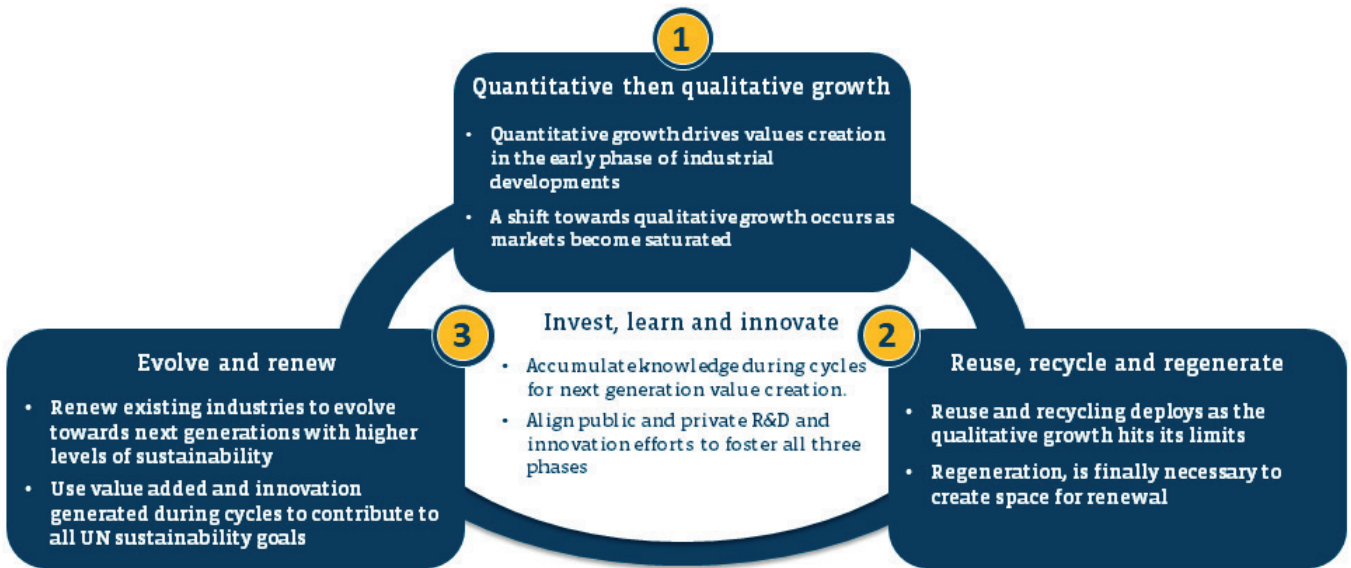 1
Quantitative then qualitative growth
• Quantitative growth drives values creation
in the early phase of industrial
developments
• A shift towards qualitative growth occurs as
markets become saturated
3
Evolve and renew
• Renew existing industries to evolve
towards next generations with higher
levels of sustainability
• Use value added and innovation
generated during cycles to contribute to
all UN sustainability goals
Invest, learn and innovate
• Accumulate knowledge during cycles
for next generation value creation.
• Align public and private R&D and
innovation efforts to foster all three
phases
2
Reuse, recycle and regenerate
• Reuse and recycling deploys as the
qualitative growth hits its limits
• Regeneration, is finally necessary to
create space for renewal